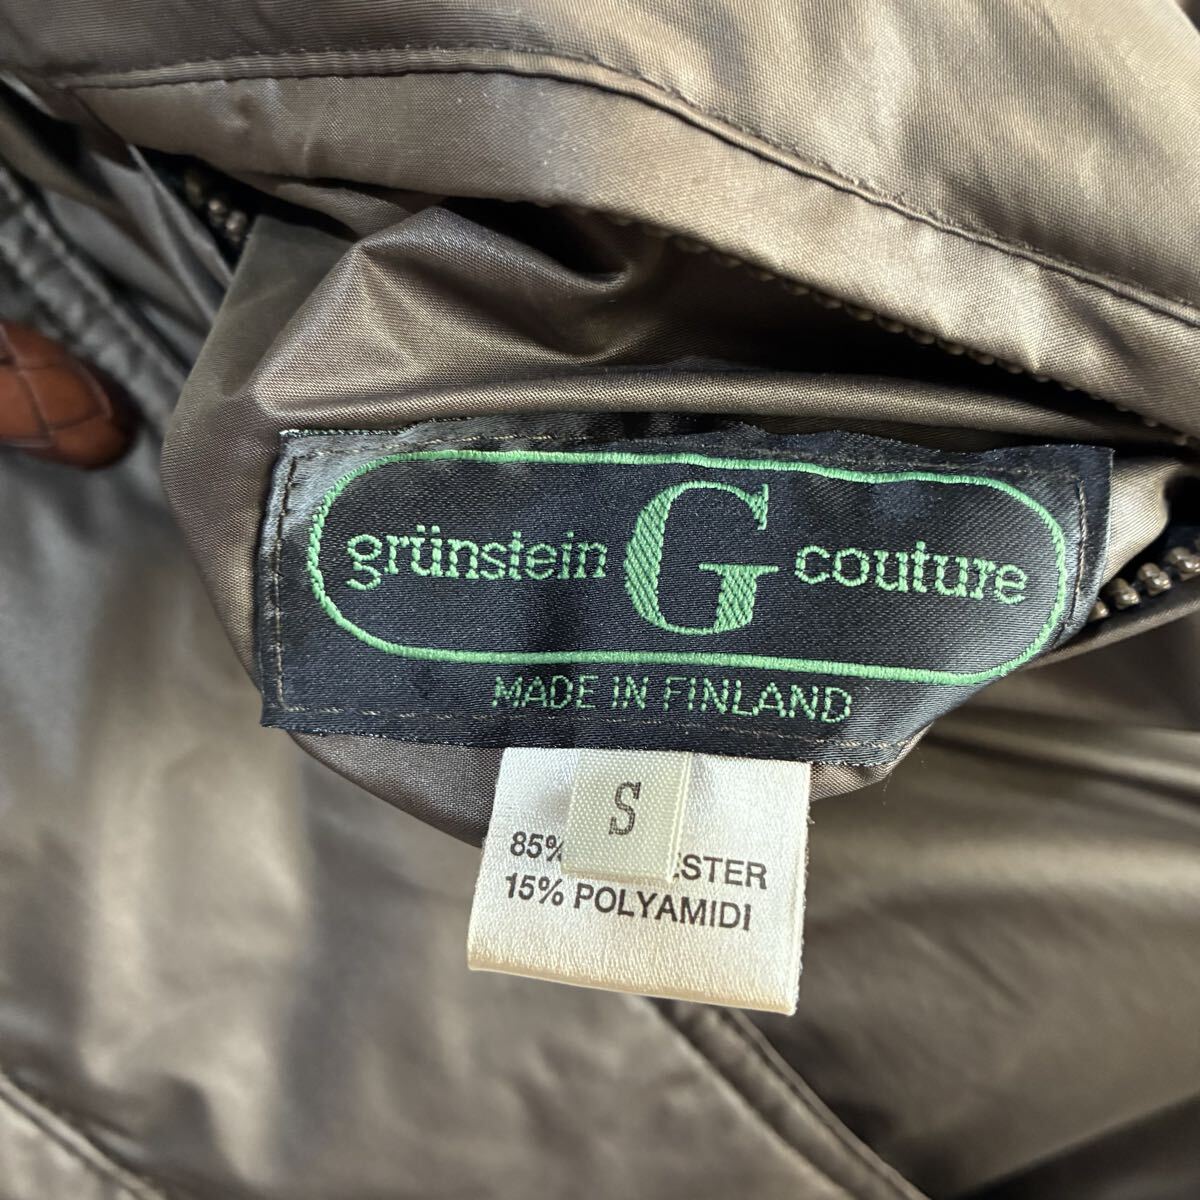 grünstein G couture
MADE IN FINLAND
S
85% ESTER
15% POLYAMIDI